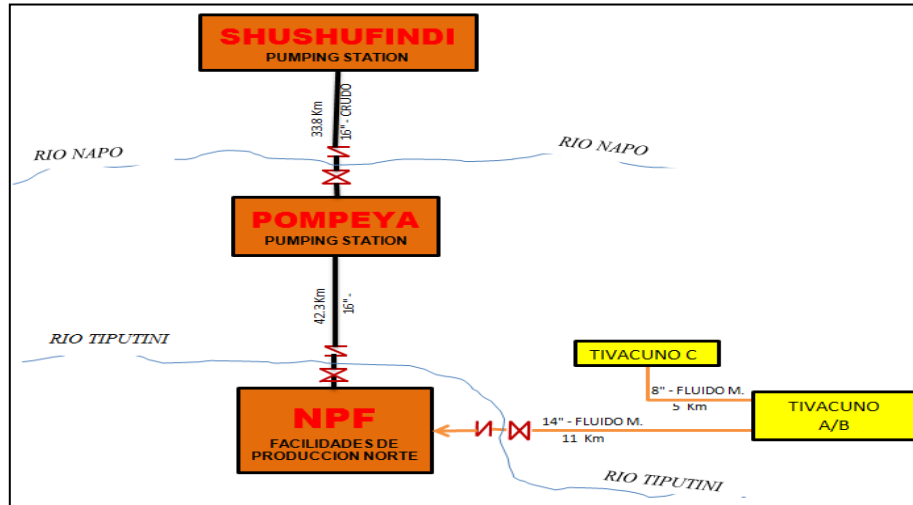 SHUSHUFINDI
PUMPING STATION
33.8 Km
16"- CRUDO
RIO NAPO
RIO NAPO
POMPEYA
PUMPING STATION
42.3 Km
16" -
RIO TIPUTINI
NPF
FACILIDADES DE
PRODUCCION NORTE
TIVACUNO C
8" - FLUIDO M.
5 Km
TIVACUNO
A/B
14" - FLUIDO M.
11 Km
RIO TIPUTINI